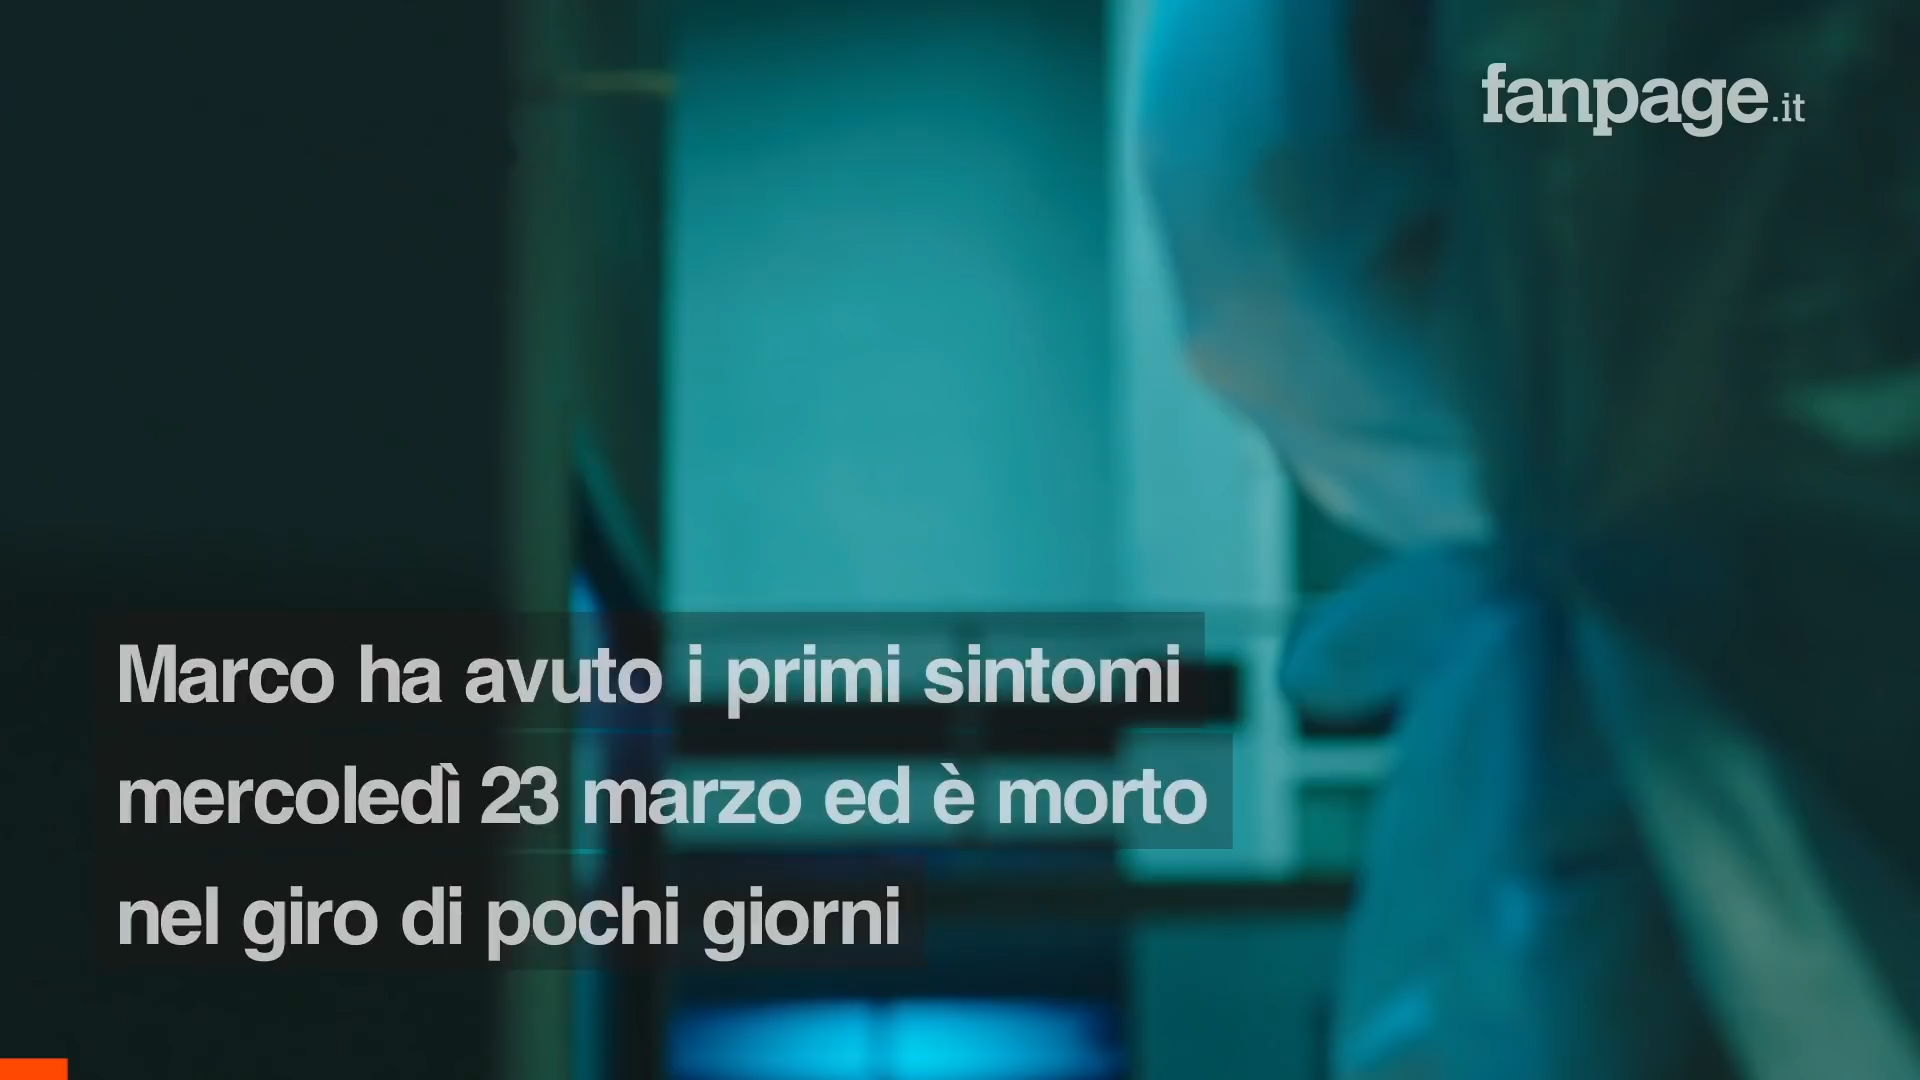 fanpage.it
Marco ha avuto i primi sintomi
mercoledì 23 marzo ed è morto
nel giro di pochi giorni